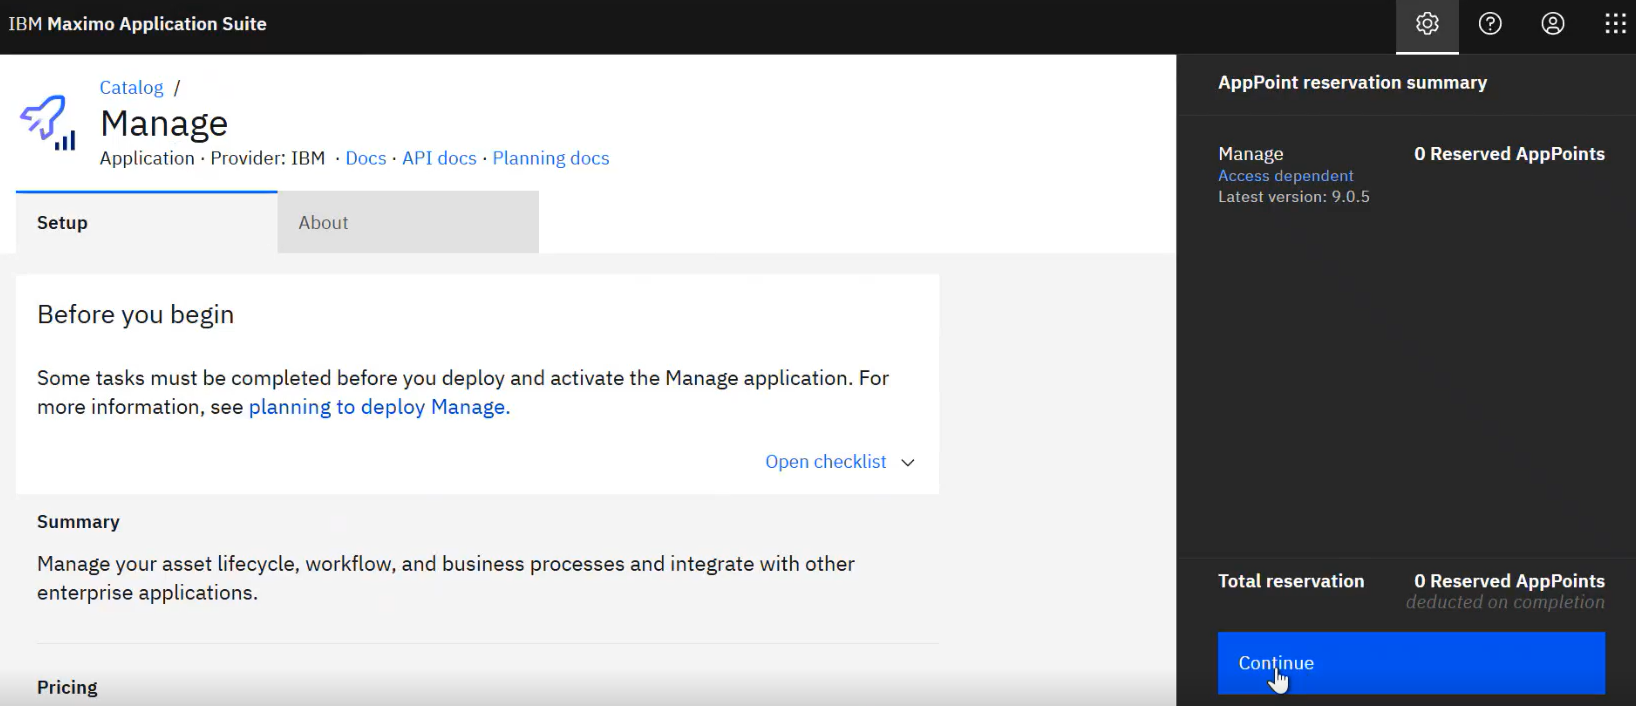 IBM Maximo Application Suite
Catalog /
Manage
Application · Provider: IBM · Docs · API docs · Planning docs
Setup
About
Before you begin
Some tasks must be completed before you deploy and activate the Manage application. For
more information, see planning to deploy Manage.
Open checklist
Summary
Manage your asset lifecycle, workflow, and business processes and integrate with other
enterprise applications.
Pricing
AppPoint reservation summary
Manage 0 Reserved AppPoints
Access dependent
Latest version: 9.0.5
Total reservation 0 Reserved AppPoints
deducted on completion
Continue